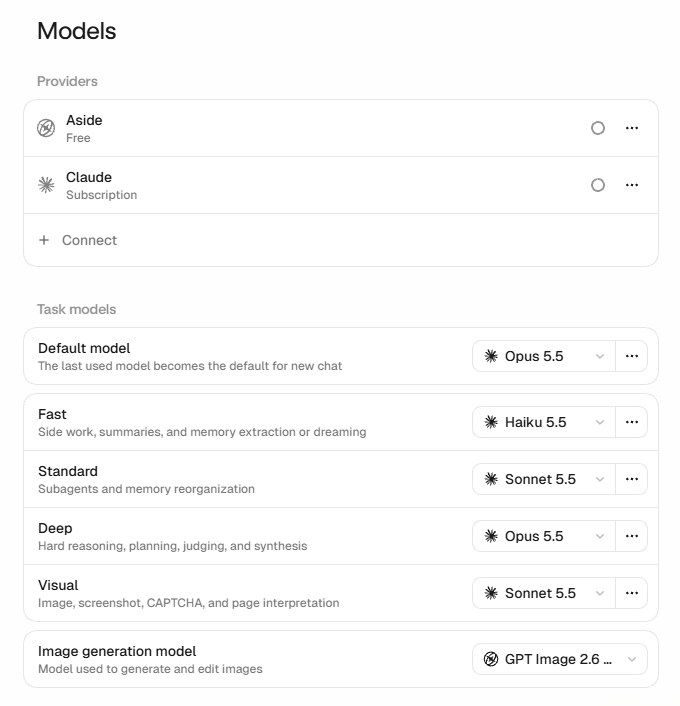 Models
Providers
Aside
Free
Claude
Subscription
Connect
Task models
Default model
The last used model becomes the default for new chat
Opus 5.5
Fast
Side work, summaries, and memory extraction or dreaming
Haiku 5.5
Standard
Subagents and memory reorganization
Sonnet 5.5
Deep
Hard reasoning, planning, judging, and synthesis
Opus 5.5
Visual
Image, screenshot, CAPTCHA, and page interpretation
Sonnet 5.5
Image generation model
Model used to generate and edit images
GPT Image 2.6 ...